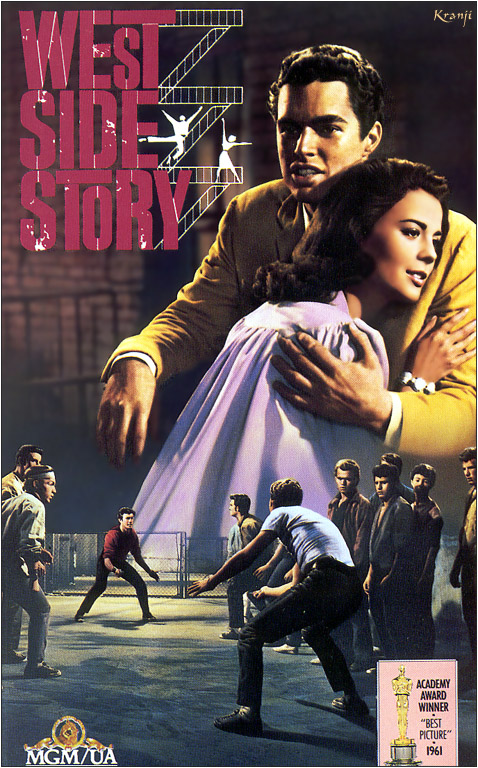 Kranji
WEST
SIDE
STORY
ACADEMY
AWARD
WINNER
"BEST
PICTURE"
1961
MGM/UA